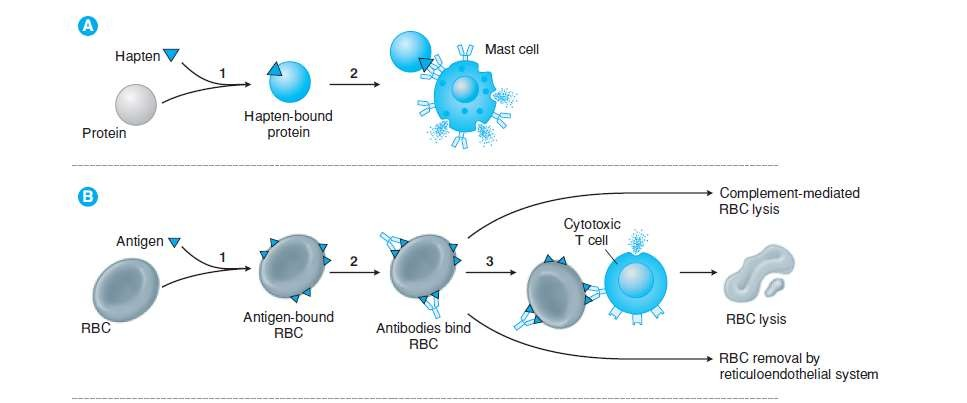 A
Hapten
1
2
Mast cell
Hapten-bound
protein
Protein
B
Complement-mediated
RBC lysis
Cytotoxic
T cell
Antigen
1
2
3
RBC
Antigen-bound
RBC
Antibodies bind
RBC
RBC lysis
RBC removal by
reticuloendothelial system